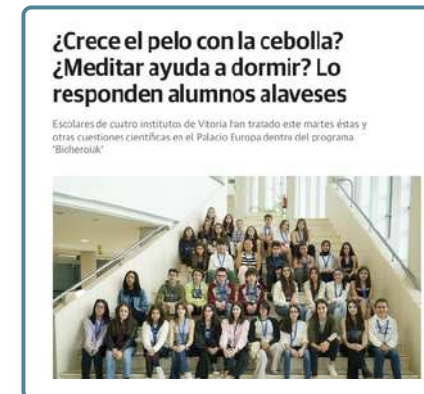 ¿Crece el pelo con la cebolla?
¿Meditar ayuda a dormir? Lo
responden alumnos alaveses
Escolares de cuatro institutos de Vitoria han tratado este martes éstas y
otras cuestiones científicas en el Palacio Europa dentro del programa
'Bioheroiak'